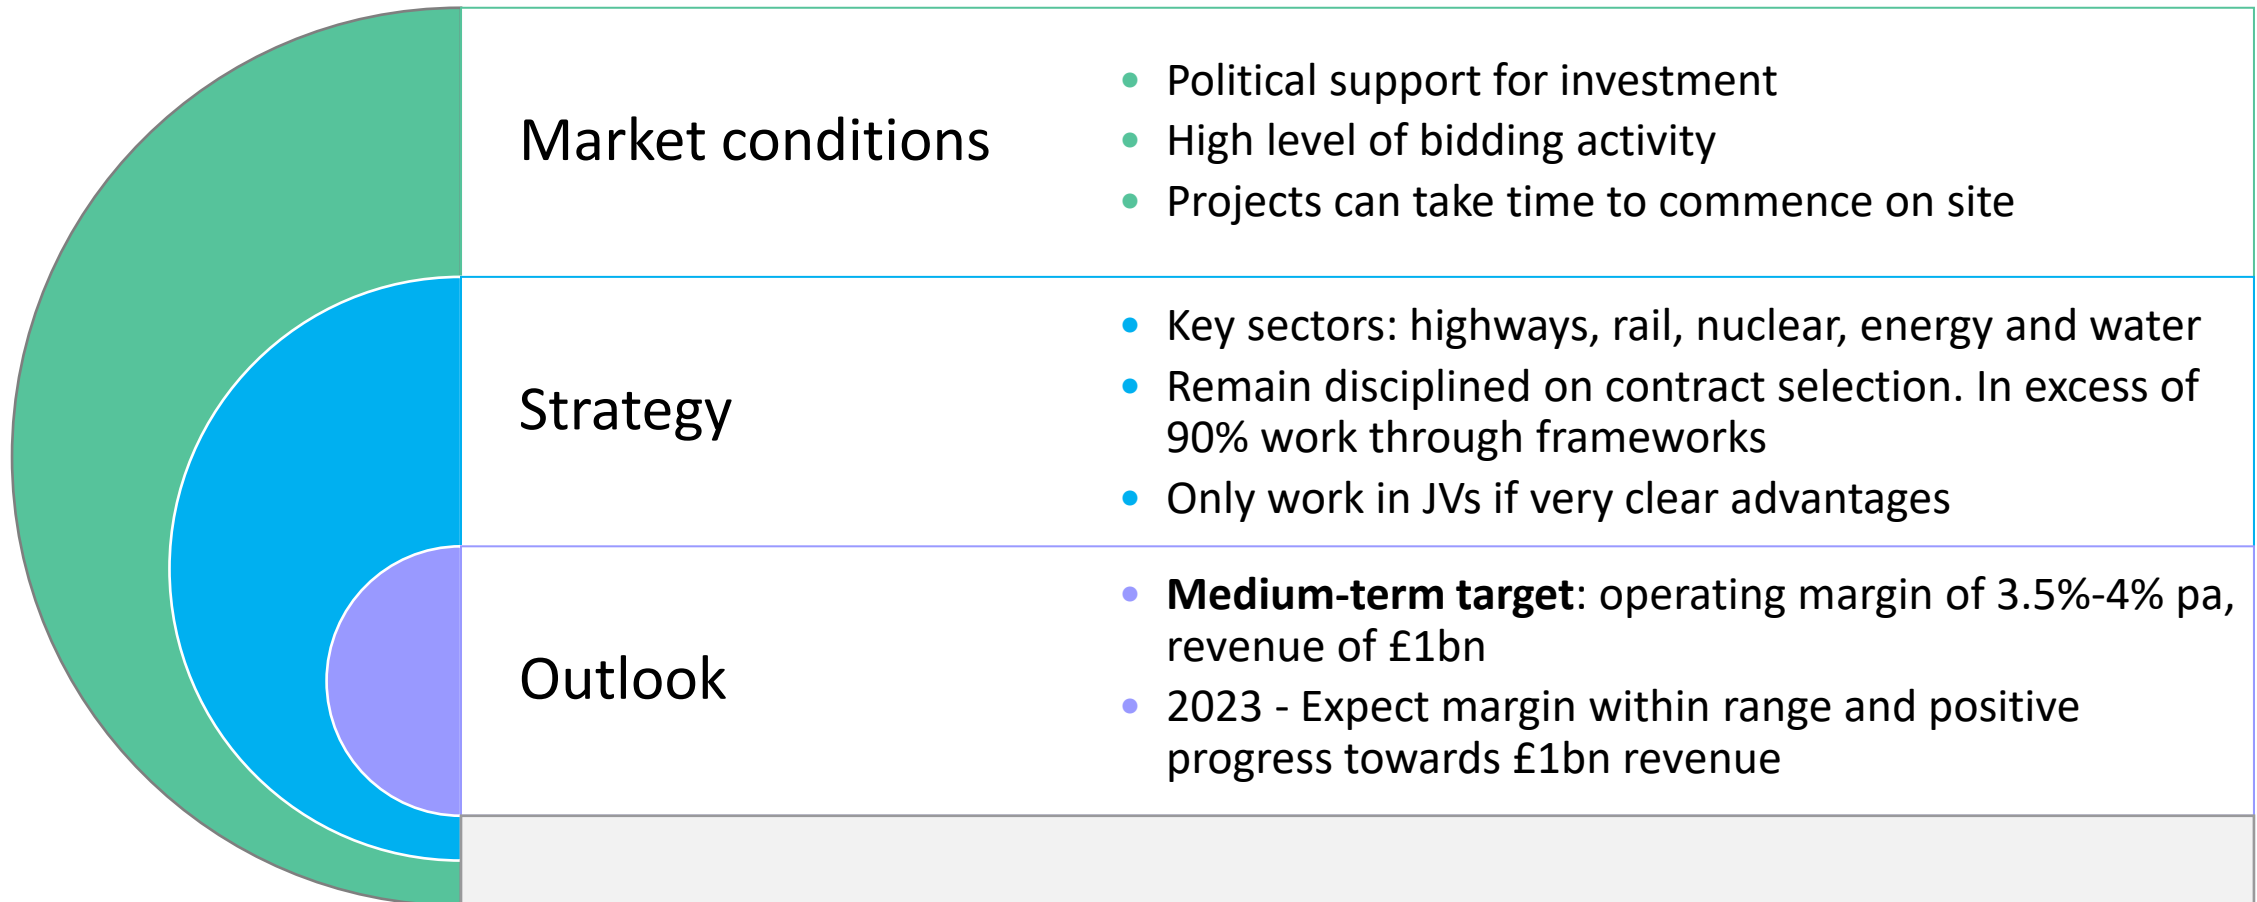 Market conditions
• Political support for investment
• High level of bidding activity
• Projects can take time to commence on site
Strategy
• Key sectors: highways, rail, nuclear, energy and water
• Remain disciplined on contract selection. In excess of
90% work through frameworks
• Only work in JVs if very clear advantages
Outlook
• Medium-term target: operating margin of 3.5%-4% pa,
revenue of £1bn
• 2023 - Expect margin within range and positive
progress towards £1bn revenue